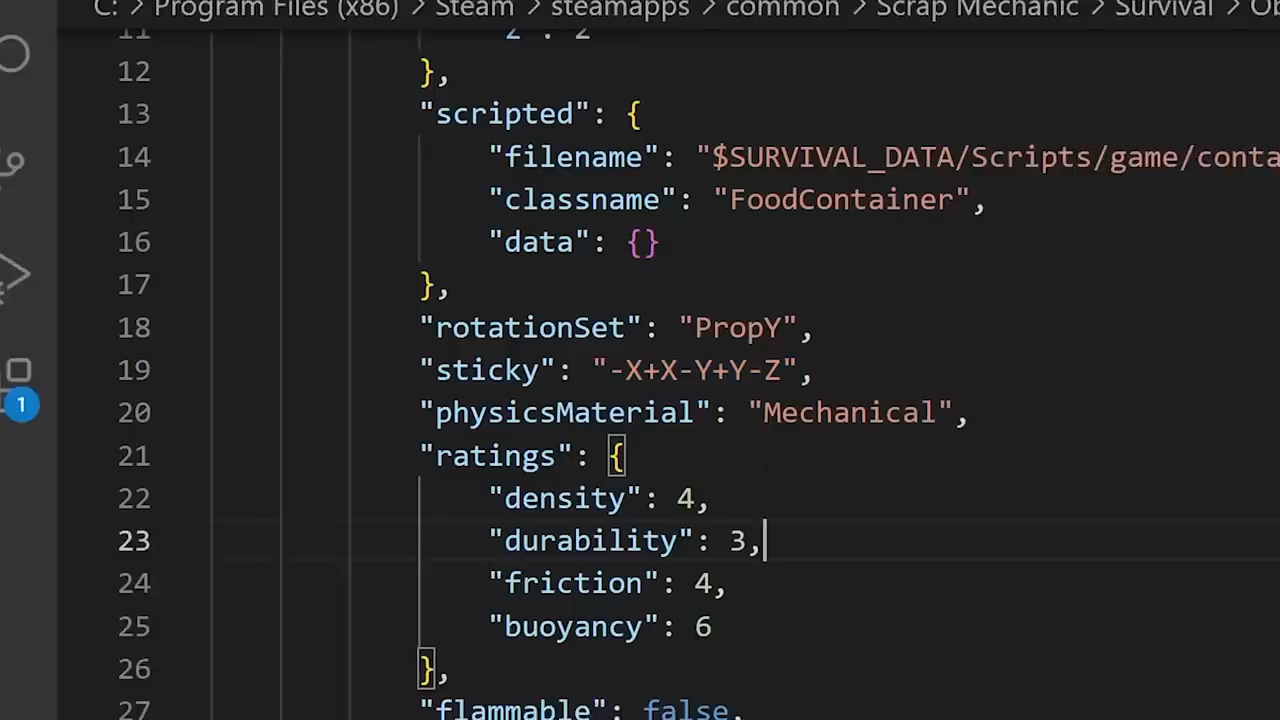 C: > Program Files (x86) > Steam > steamapps > common > Scrap Mechanic > Survival >
11 "z": 2
12 },
13 "scripted": {
14 "filename": "$SURVIVAL_DATA/Scripts/game/
15 "classname": "FoodContainer",
16 "data": {}
17 },
18 "rotationSet": "PropY",
19 "sticky": "-X+X-Y+Y-Z",
20 "physicsMaterial": "Mechanical",
21 "ratings": {
22 "density": 4,
23 "durability": 3,
24 "friction": 4,
25 "buoyancy": 6
26 },
27 "flammable": false,
1